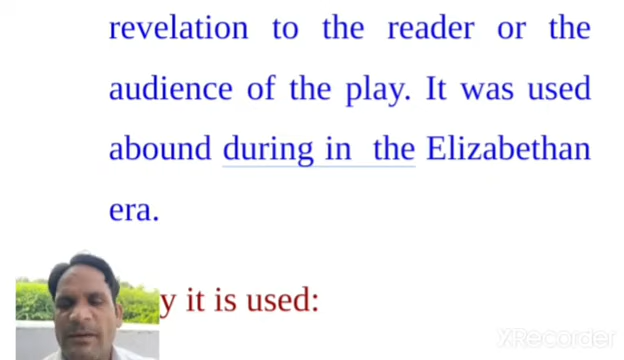 revelation to the reader or the
audience of the play. It was used
abound during in the Elizabethan
era.
y it is used:
XRecorder